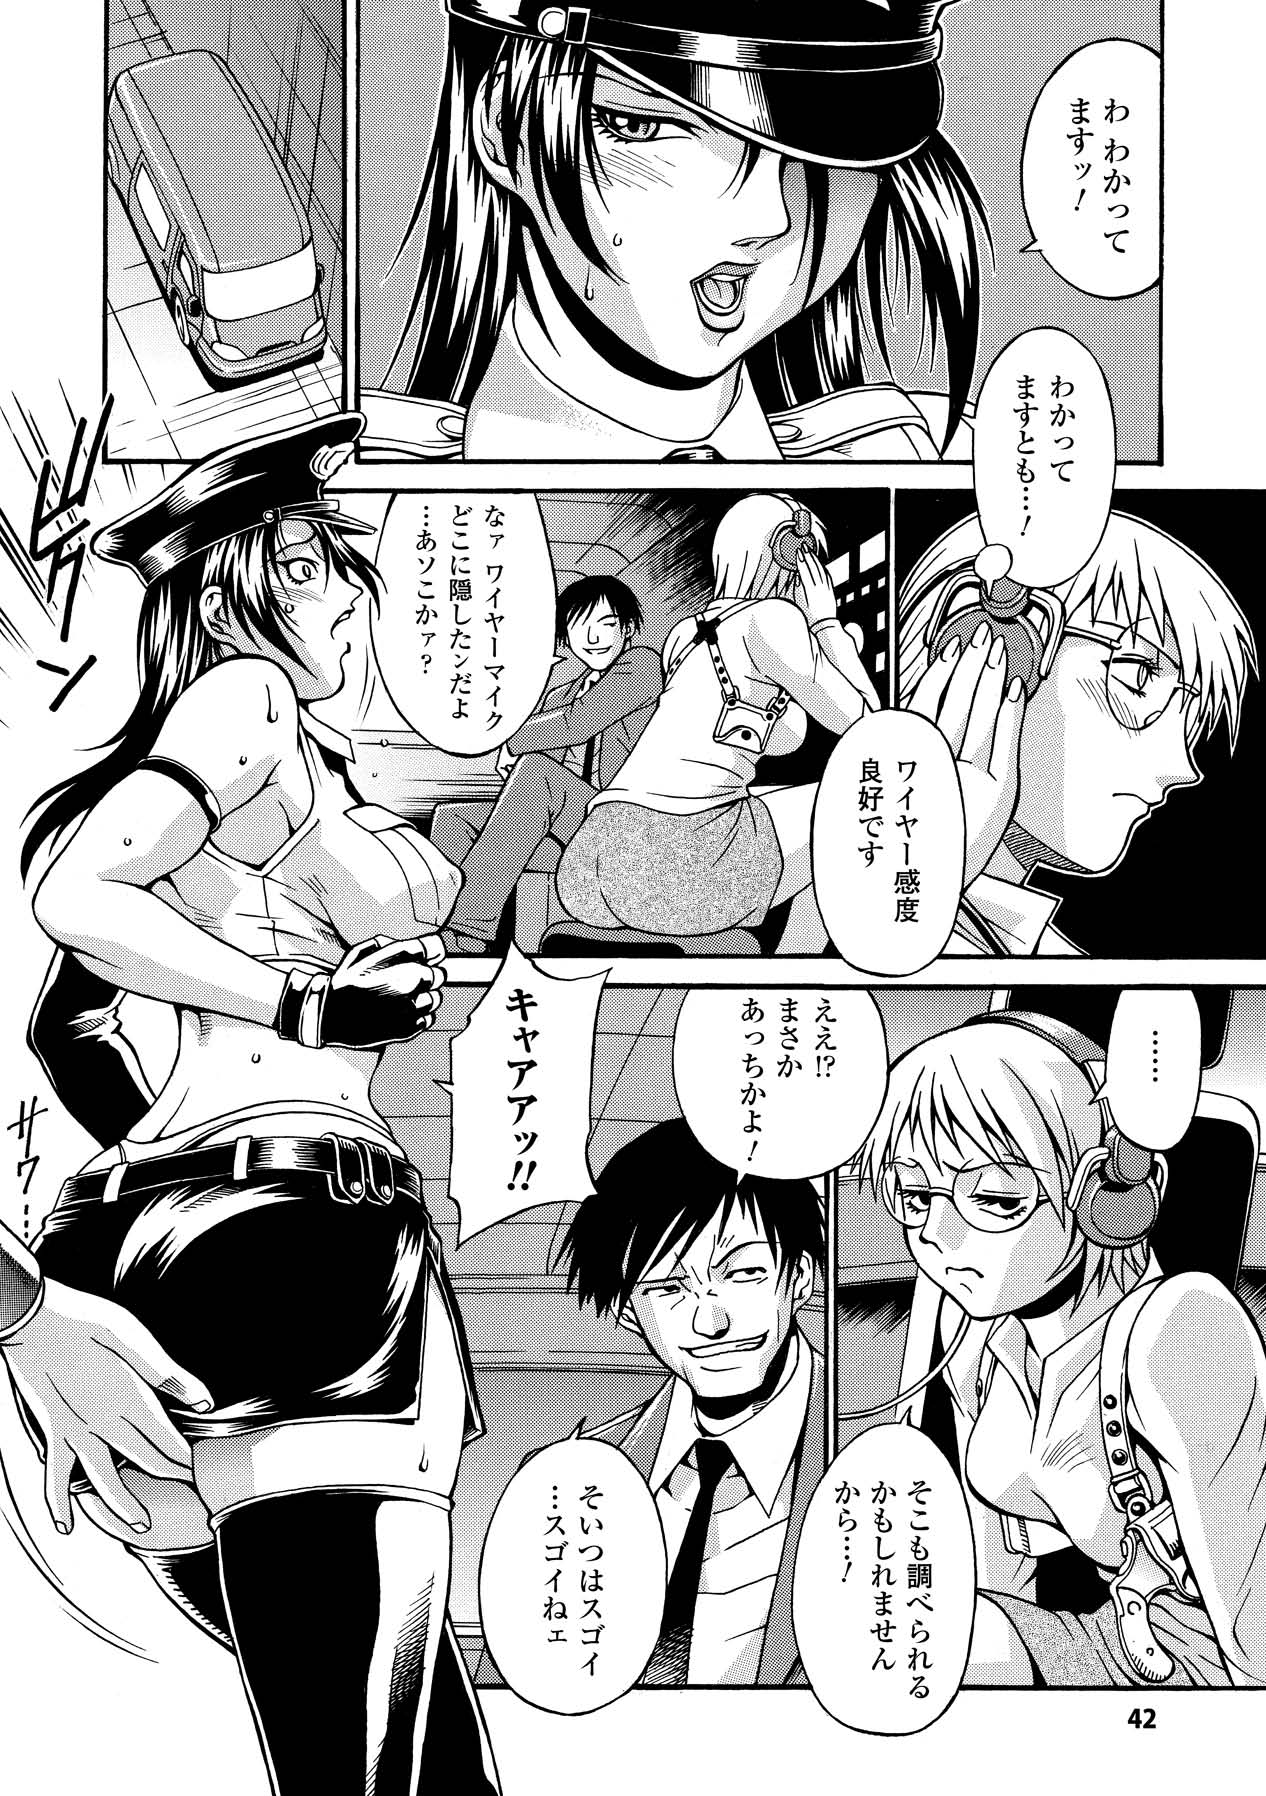 わ わかって
ますッ！
わかって
ますとも…！
ワイヤー感度
良好です
なァ ワイヤーマイク
どこに隠したンだよ
…あソこかァ？
ギュン
……
そこも調べられる
かもしれません
から…！
ええ!?
まさか
あっちかよ！
そいつはスゴイ
…スゴイねェ
キャアアッ!!
サワ…
42